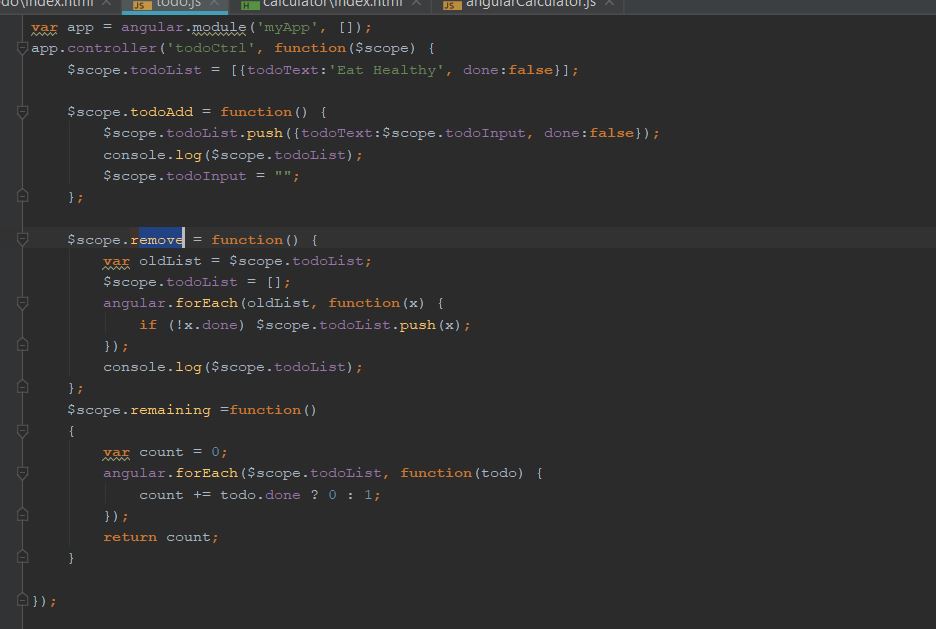 do\index.html × JS todo.js × H calculator\index.html × JS angularCalculator.js ×
var app = angular.module('myApp', []);
app.controller('todoCtrl', function($scope) {
    $scope.todoList = [{todoText:'Eat Healthy', done:false}];

    $scope.todoAdd = function() {
        $scope.todoList.push({todoText:$scope.todoInput, done:false});
        console.log($scope.todoList);
        $scope.todoInput = "";
    };

    $scope.remove = function() {
        var oldList = $scope.todoList;
        $scope.todoList = [];
        angular.forEach(oldList, function(x) {
            if (!x.done) $scope.todoList.push(x);
        });
        console.log($scope.todoList);
    };
    $scope.remaining =function()
    {
        var count = 0;
        angular.forEach($scope.todoList, function(todo) {
            count += todo.done ? 0 : 1;
        });
        return count;
    }

});